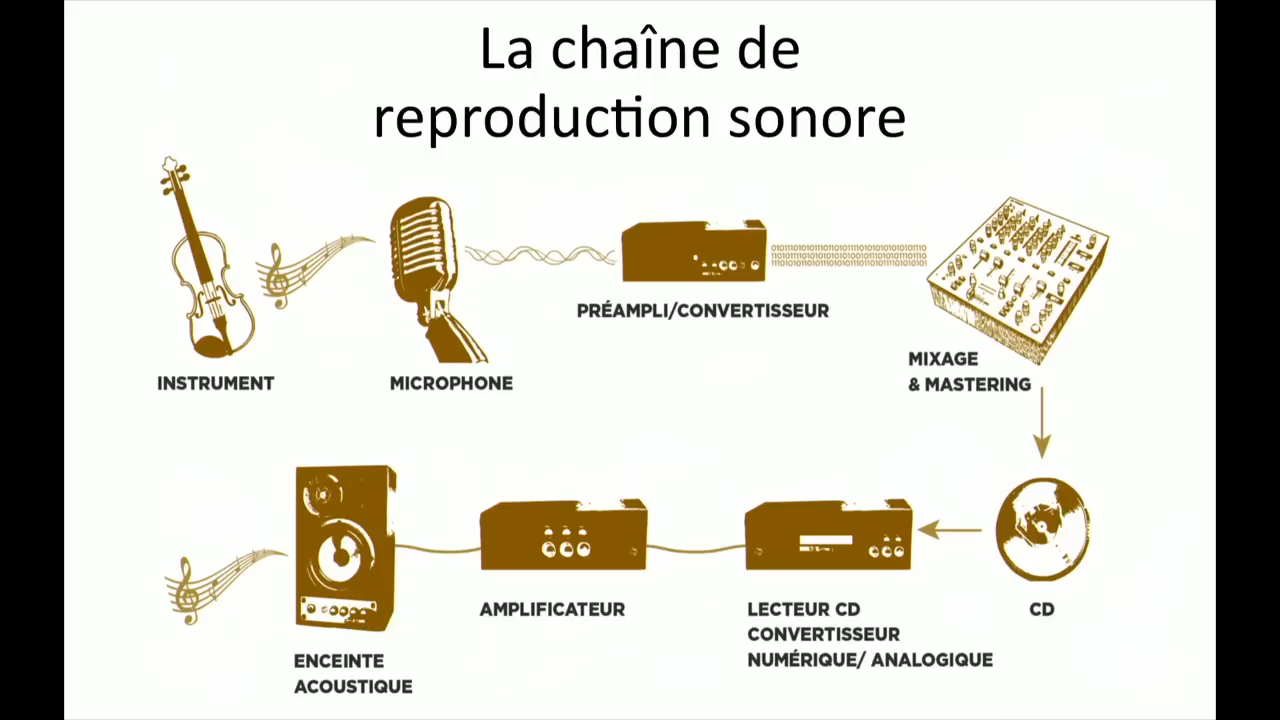 La chaîne de
reproduction sonore
INSTRUMENT
MICROPHONE
PRÉAMPLI/CONVERTISSEUR
MIXAGE
& MASTERING
ENCEINTE
ACOUSTIQUE
AMPLIFICATEUR
LECTEUR CD
CONVERTISSEUR
NUMÉRIQUE/ ANALOGIQUE
CD